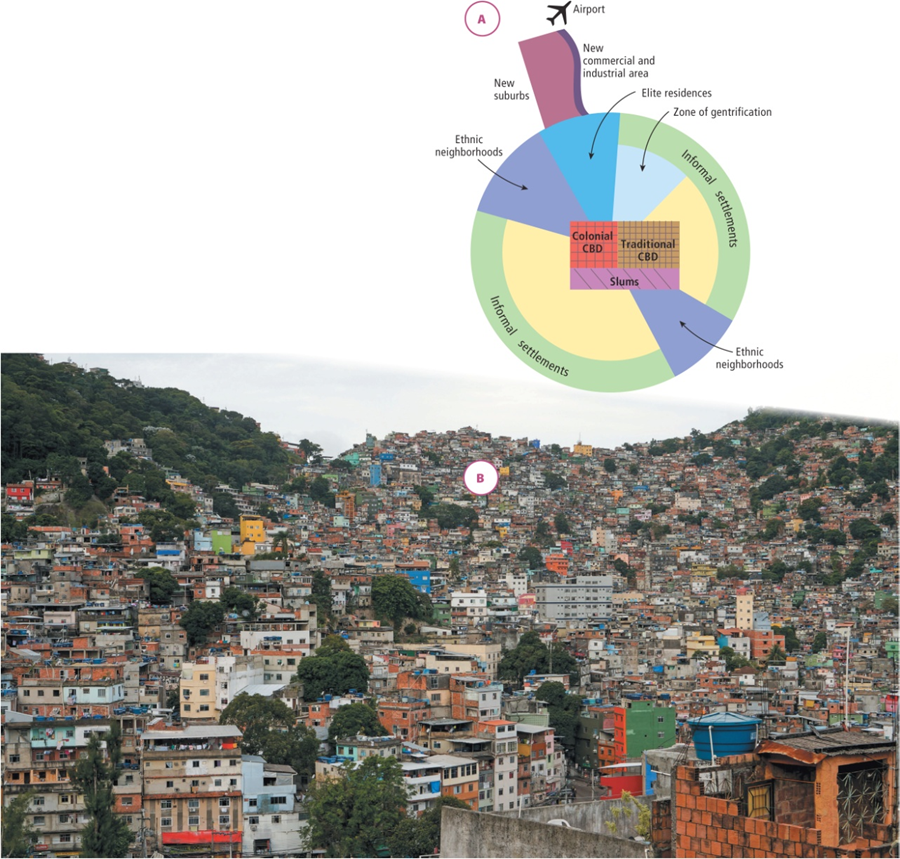 A
Airport
New
commercial and
industrial area
New
suburbs
Elite residences
Zone of gentrification
Ethnic
neighborhoods
Informal settlements
Colonial
CBD
Traditional
CBD
Slums
Informal settlements
Ethnic
neighborhoods
B